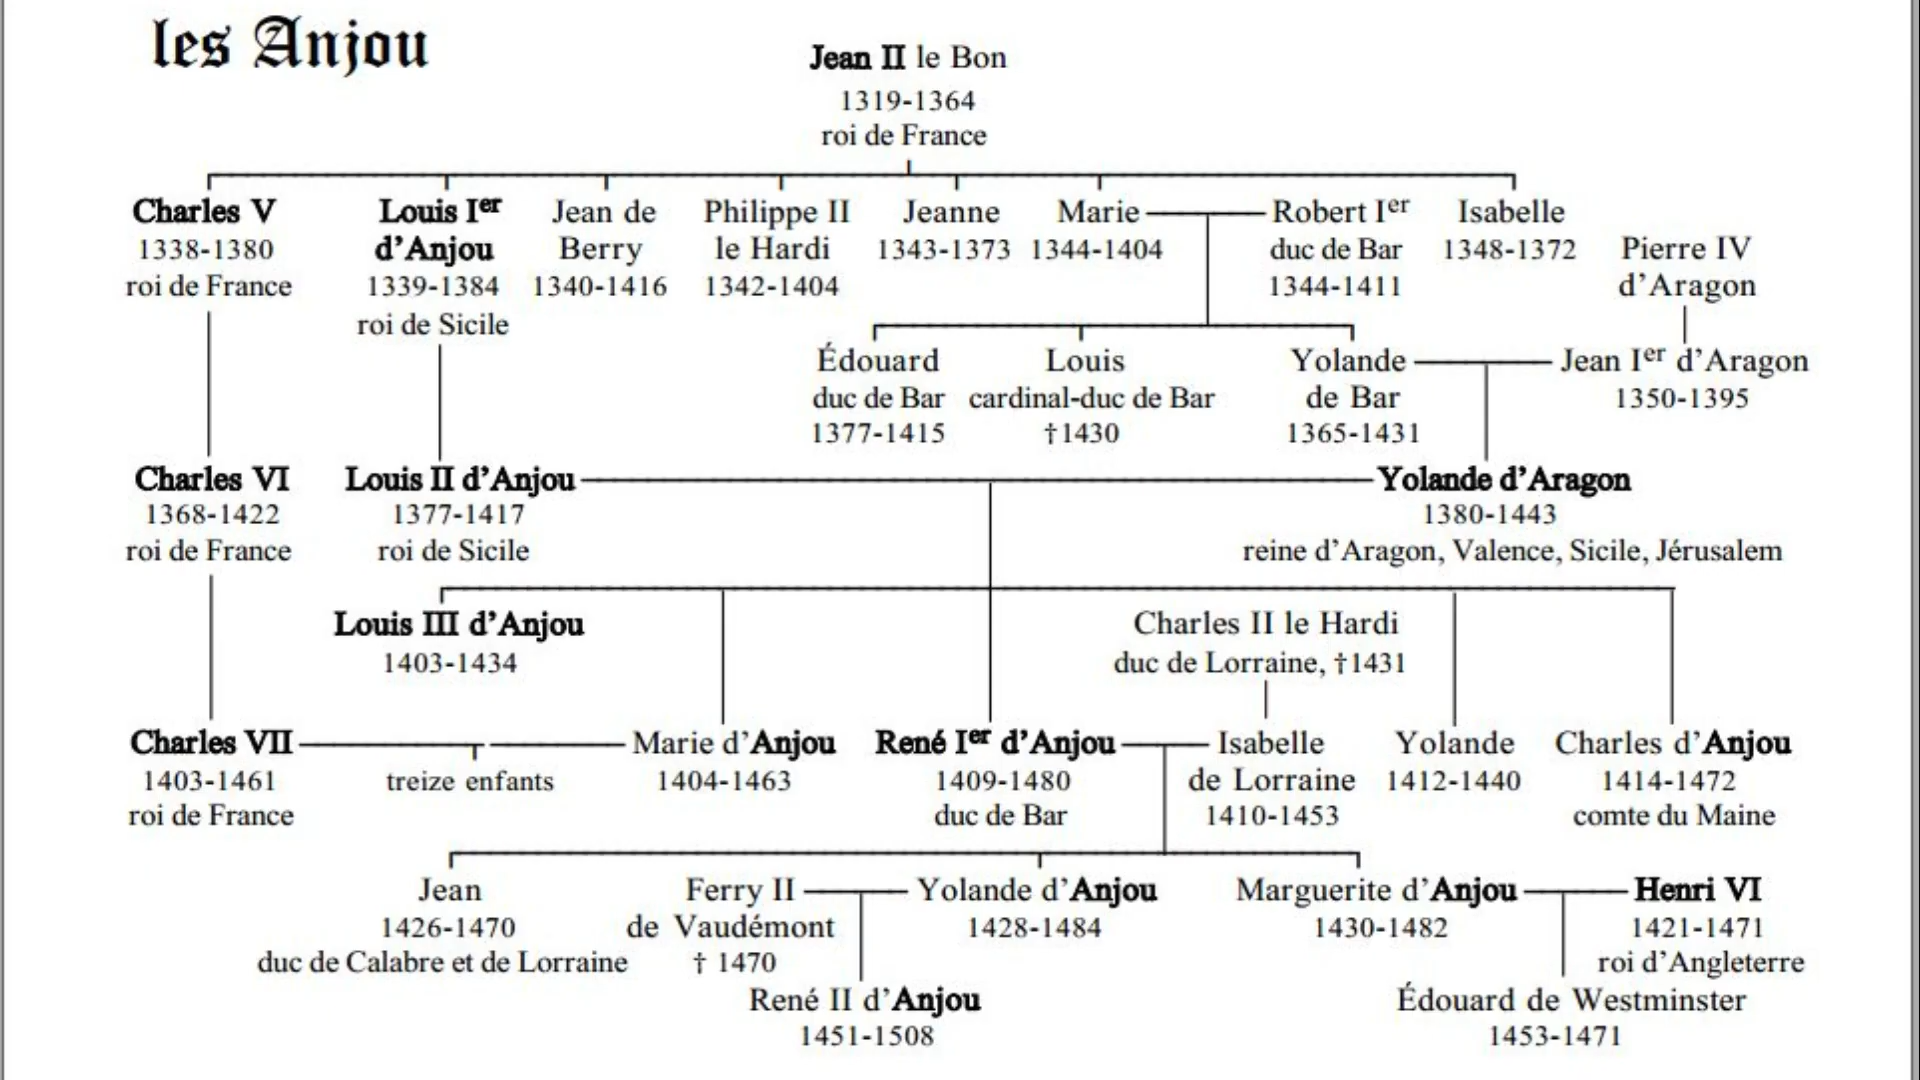 les Anjou
Jean II le Bon
1319-1364
roi de France
Charles V
1338-1380
roi de France
Louis Ier
d'Anjou
1339-1384
roi de Sicile
Jean de
Berry
1340-1416
Philippe II
le Hardi
1342-1404
Jeanne
1343-1373
Marie
1344-1404
Robert Ier
duc de Bar
1344-1411
Isabelle
1348-1372
Pierre IV
d'Aragon
Édouard
duc de Bar
1377-1415
Louis
cardinal-duc de Bar
†1430
Yolande
de Bar
1365-1431
Jean Ier d'Aragon
1350-1395
Charles VI
1368-1422
roi de France
Louis II d'Anjou
1377-1417
roi de Sicile
Yolande d'Aragon
1380-1443
reine d'Aragon, Valence, Sicile, Jérusalem
Louis III d'Anjou
1403-1434
Charles II le Hardi
duc de Lorraine, †1431
Charles VII
1403-1461
roi de France
treize enfants
Marie d'Anjou
1404-1463
René Ier d'Anjou
1409-1480
duc de Bar
Isabelle
de Lorraine
1410-1453
Yolande
1412-1440
Charles d'Anjou
1414-1472
comte du Maine
Jean
1426-1470
duc de Calabre et de Lorraine
Ferry II
de Vaudémont
† 1470
Yolande d'Anjou
1428-1484
Marguerite d'Anjou
1430-1482
Henri VI
1421-1471
roi d'Angleterre
René II d'Anjou
1451-1508
Édouard de Westminster
1453-1471